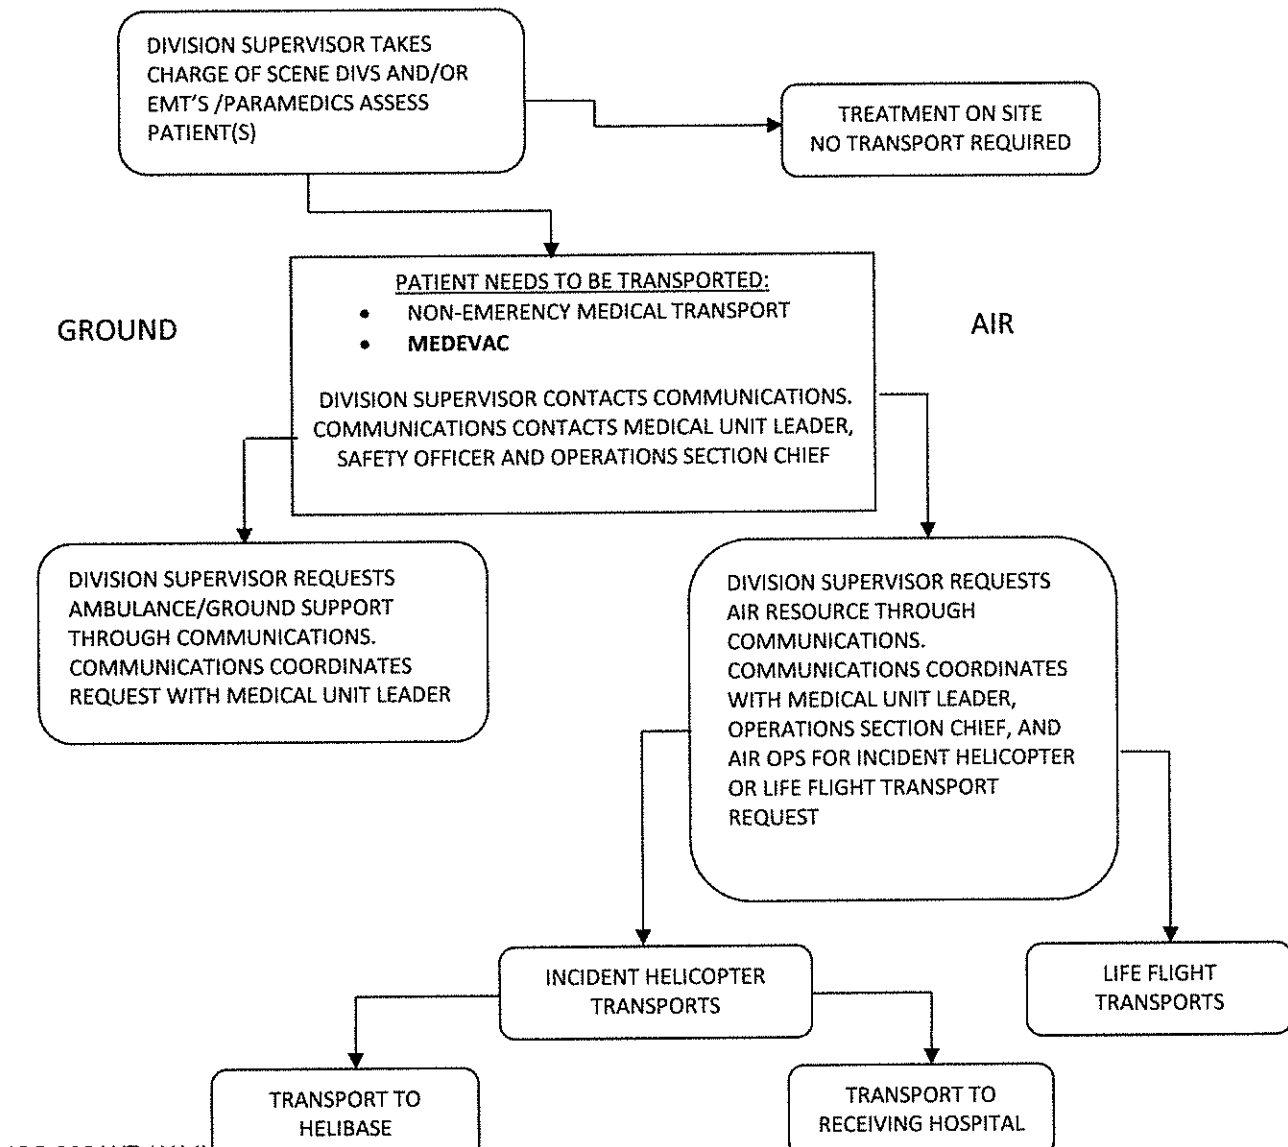 DIVISION SUPERVISOR TAKES
CHARGE OF SCENE DIVS AND/OR
EMT'S /PARAMEDICS ASSESS
PATIENT(S)
TREATMENT ON SITE
NO TRANSPORT REQUIRED
GROUND
PATIENT NEEDS TO BE TRANSPORTED:
• NON-EMERENCY MEDICAL TRANSPORT
• MEDEVAC
DIVISION SUPERVISOR CONTACTS COMMUNICATIONS.
COMMUNICATIONS CONTACTS MEDICAL UNIT LEADER,
SAFETY OFFICER AND OPERATIONS SECTION CHIEF
AIR
DIVISION SUPERVISOR REQUESTS
AMBULANCE/GROUND SUPPORT
THROUGH COMMUNICATIONS.
COMMUNICATIONS COORDINATES
REQUEST WITH MEDICAL UNIT LEADER
DIVISION SUPERVISOR REQUESTS
AIR RESOURCE THROUGH
COMMUNICATIONS.
COMMUNICATIONS COORDINATES
WITH MEDICAL UNIT LEADER,
OPERATIONS SECTION CHIEF, AND
AIR OPS FOR INCIDENT HELICOPTER
OR LIFE FLIGHT TRANSPORT
REQUEST
INCIDENT HELICOPTER
TRANSPORTS
LIFE FLIGHT
TRANSPORTS
TRANSPORT TO
HELIBASE
TRANSPORT TO
RECEIVING HOSPITAL